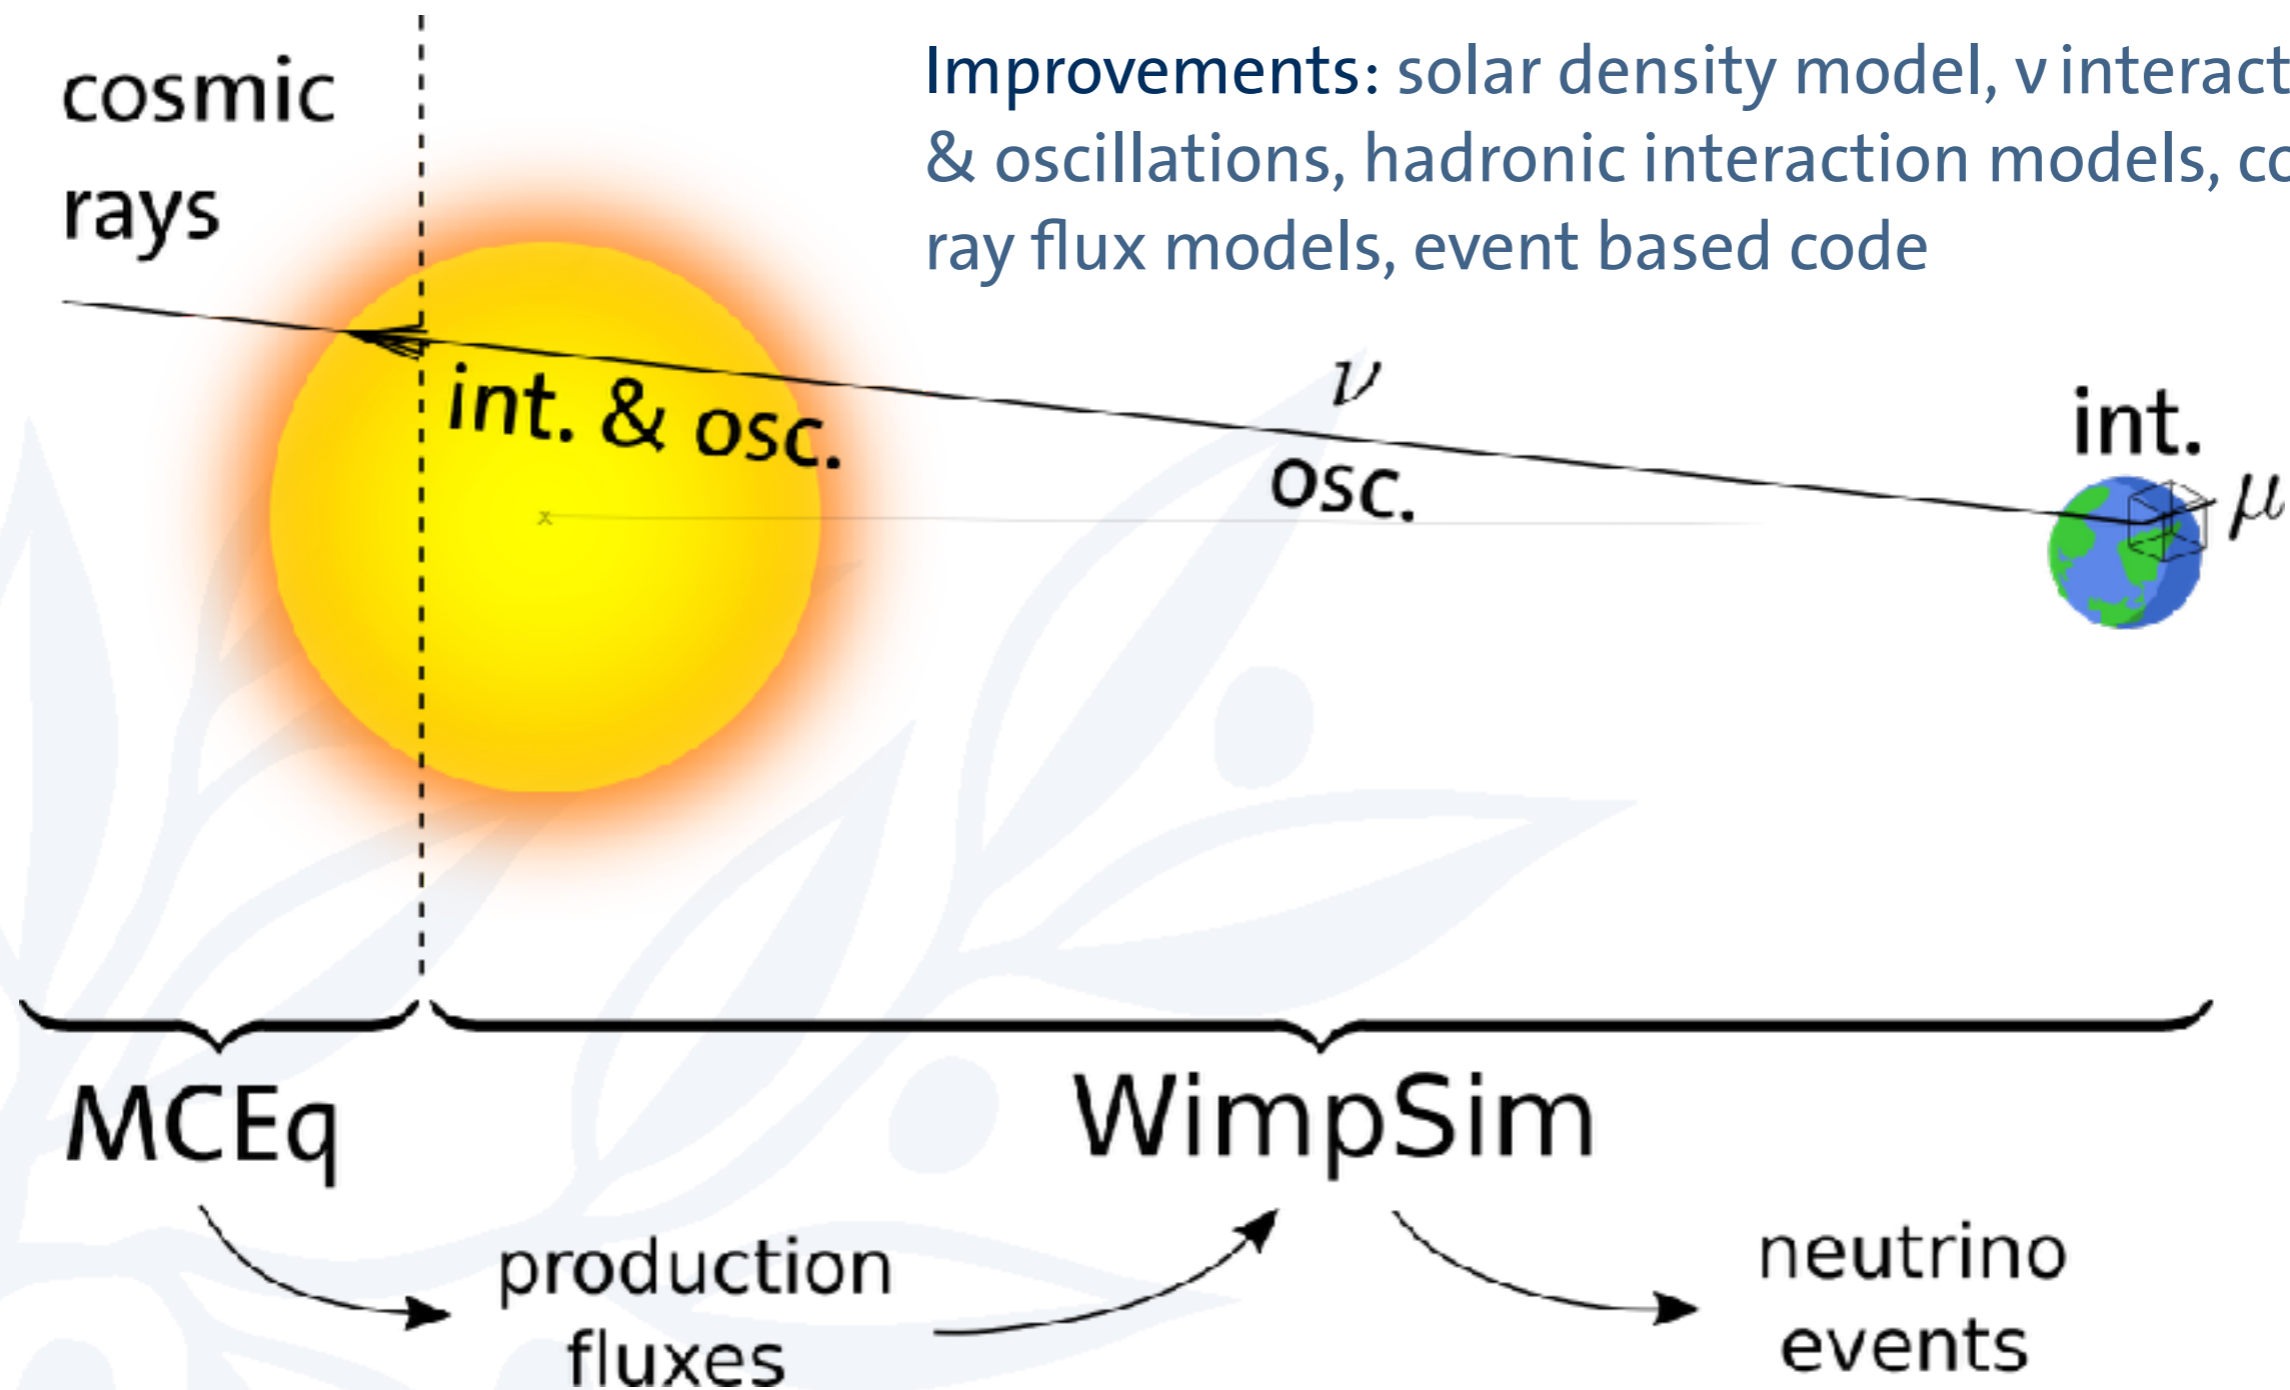 cosmic
rays
Improvements: solar density model, ν interact
& oscillations, hadronic interaction models, co
ray flux models, event based code
int. & osc.
ν
osc.
int.
μ
MCEq
WimpSim
production
fluxes
neutrino
events